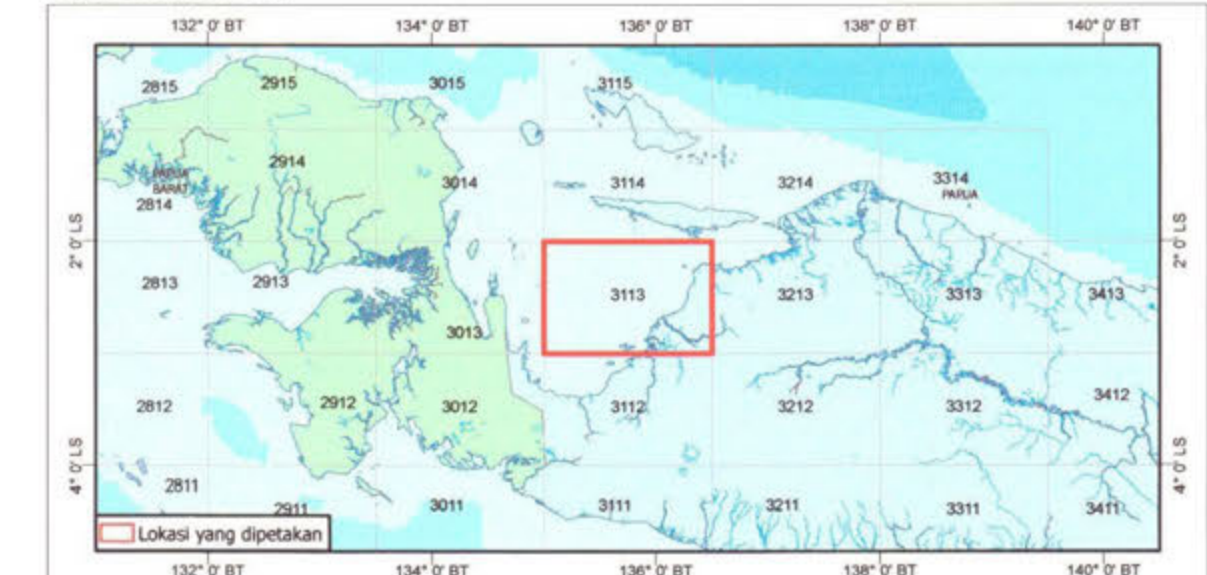 132° 0' BT 134° 0' BT 136° 0' BT 138° 0' BT 140° 0' BT
2815 2915 3015 3115
2914
PAPUA
BARAT
3014 3114 3214 3314
PAPUA
2814
2° 0' LS 2° 0' LS
2813 2913 3013 3113 3213 3313 3413
2812 2912 3012 3112 3212 3312 3412
4° 0' LS 4° 0' LS
2811 2911 3011 3111 3211 3311 3411
Lokasi yang dipetakan
132° 0' BT 134° 0' BT 136° 0' BT 138° 0' BT 140° 0' BT